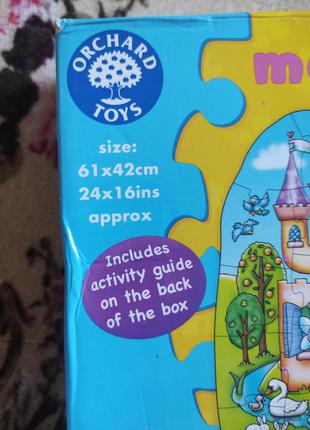 ORCHARD
TOYS
size:
61x42cm
24x16ins
approx
Includes
activity guide
on the back
of the box